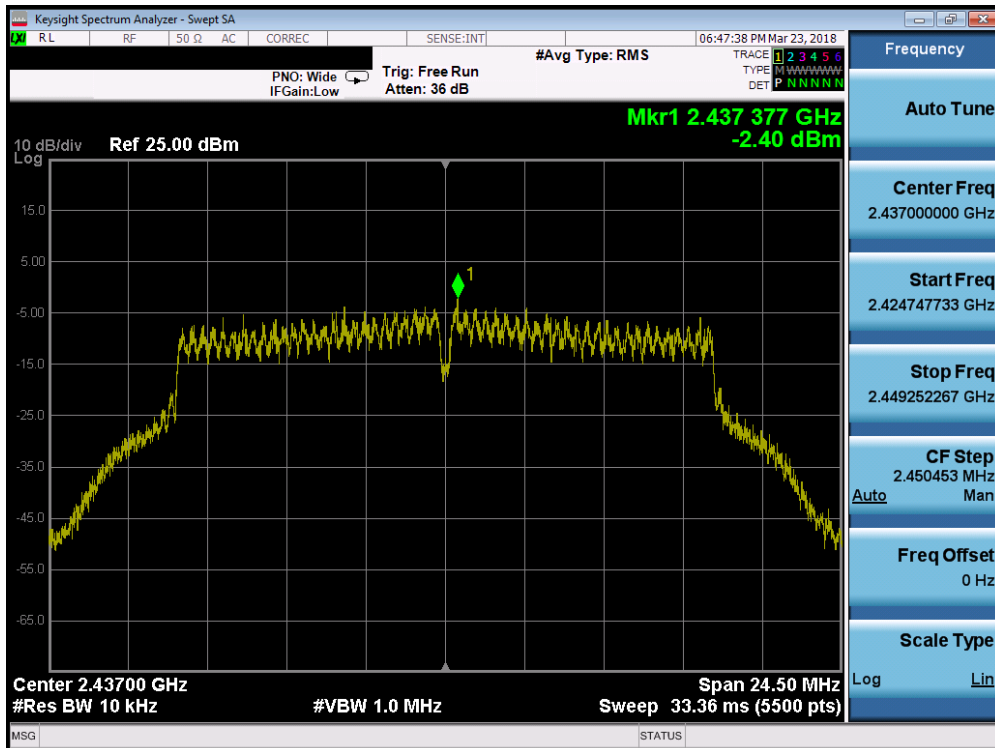 Keysight Spectrum Analyzer - Swept SA
LXI RL RF 50 Ω AC CORREC SENSE:INT 06:47:38 PM Mar 23, 2018
PNO: Wide
IFGain:Low
Trig: Free Run
Atten: 36 dB
#Avg Type: RMS
TRACE 1 2 3 4 5 6
TYPE M W W W W W
DET P N N N N N
Mkr1 2.437 377 GHz
-2.40 dBm
10 dB/div Ref 25.00 dBm
Log
15.0
5.00
-5.00
-15.0
-25.0
-35.0
-45.0
-55.0
-65.0
1
Center 2.43700 GHz Span 24.50 MHz
#Res BW 10 kHz #VBW 1.0 MHz Sweep 33.36 ms (5500 pts)
MSG STATUS
Frequency
Auto Tune
Center Freq
2.437000000 GHz
Start Freq
2.424747733 GHz
Stop Freq
2.449252267 GHz
CF Step
2.450453 MHz
Auto Man
Freq Offset
0 Hz
Scale Type
Log Lin